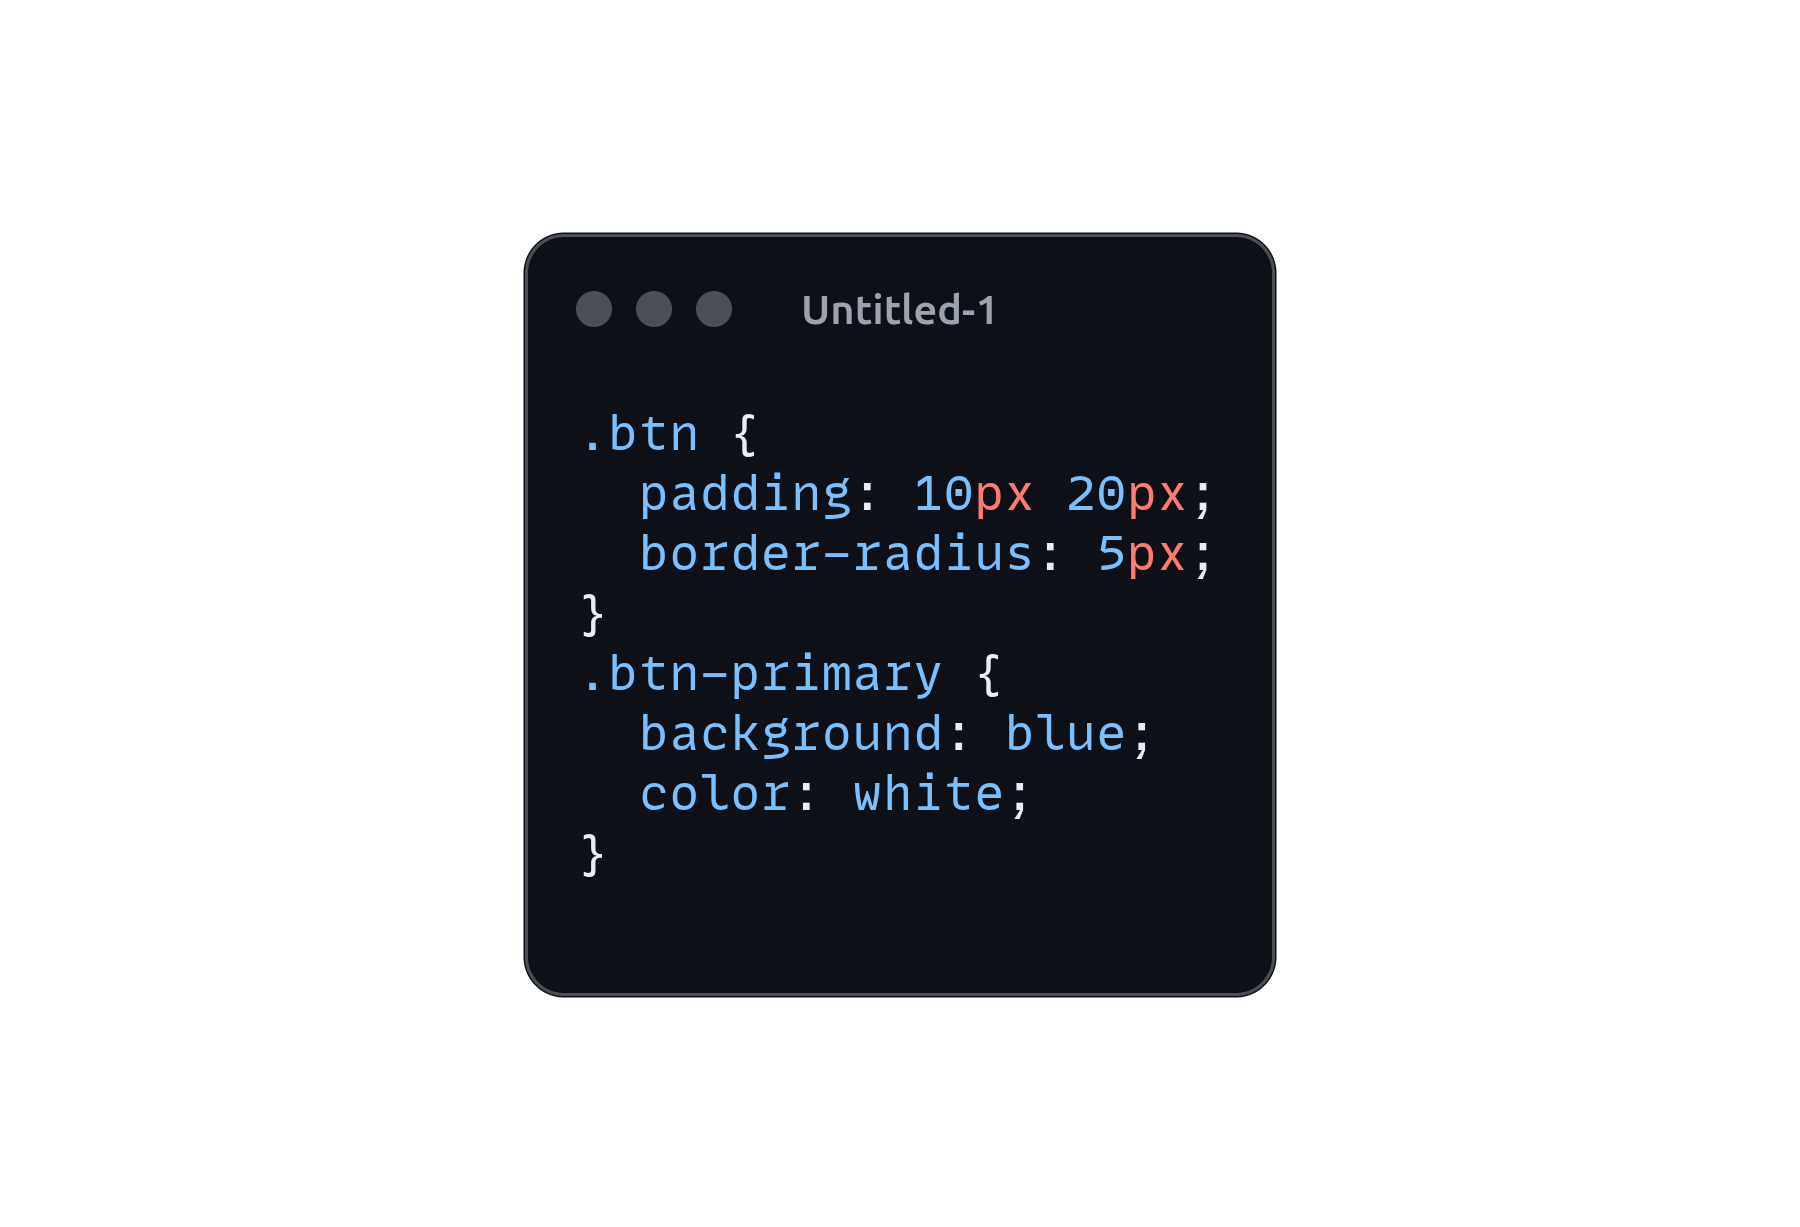 Untitled-1
.btn {
  padding: 10px 20px;
  border-radius: 5px;
}
.btn-primary {
  background: blue;
  color: white;
}